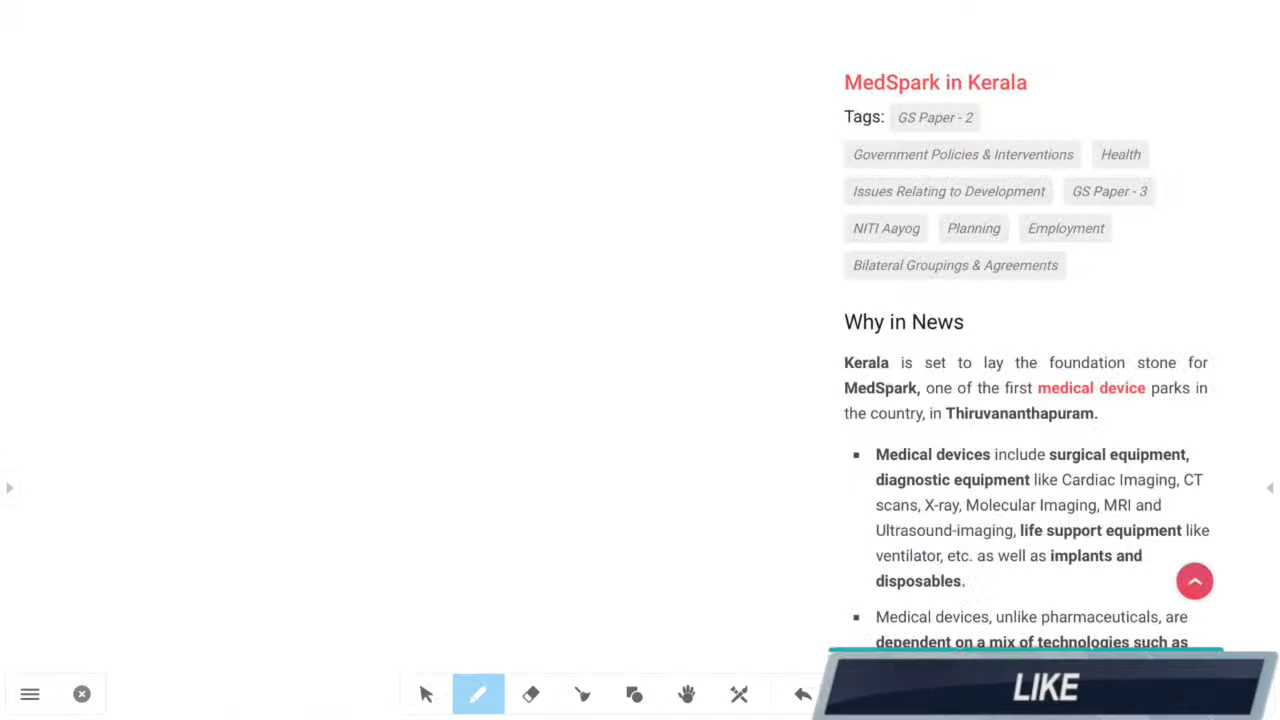 MedSpark in Kerala
Tags: GS Paper - 2
Government Policies & Interventions Health
Issues Relating to Development GS Paper - 3
NITI Aayog Planning Employment
Bilateral Groupings & Agreements
Why in News
Kerala is set to lay the foundation stone for
MedSpark, one of the first medical device parks in
the country, in Thiruvananthapuram.
▪ Medical devices include surgical equipment,
diagnostic equipment like Cardiac Imaging, CT
scans, X-ray, Molecular Imaging, MRI and
Ultrasound-imaging, life support equipment like
ventilator, etc. as well as implants and
disposables.
▪ Medical devices, unlike pharmaceuticals, are
dependent on a mix of technologies such as
LIKE